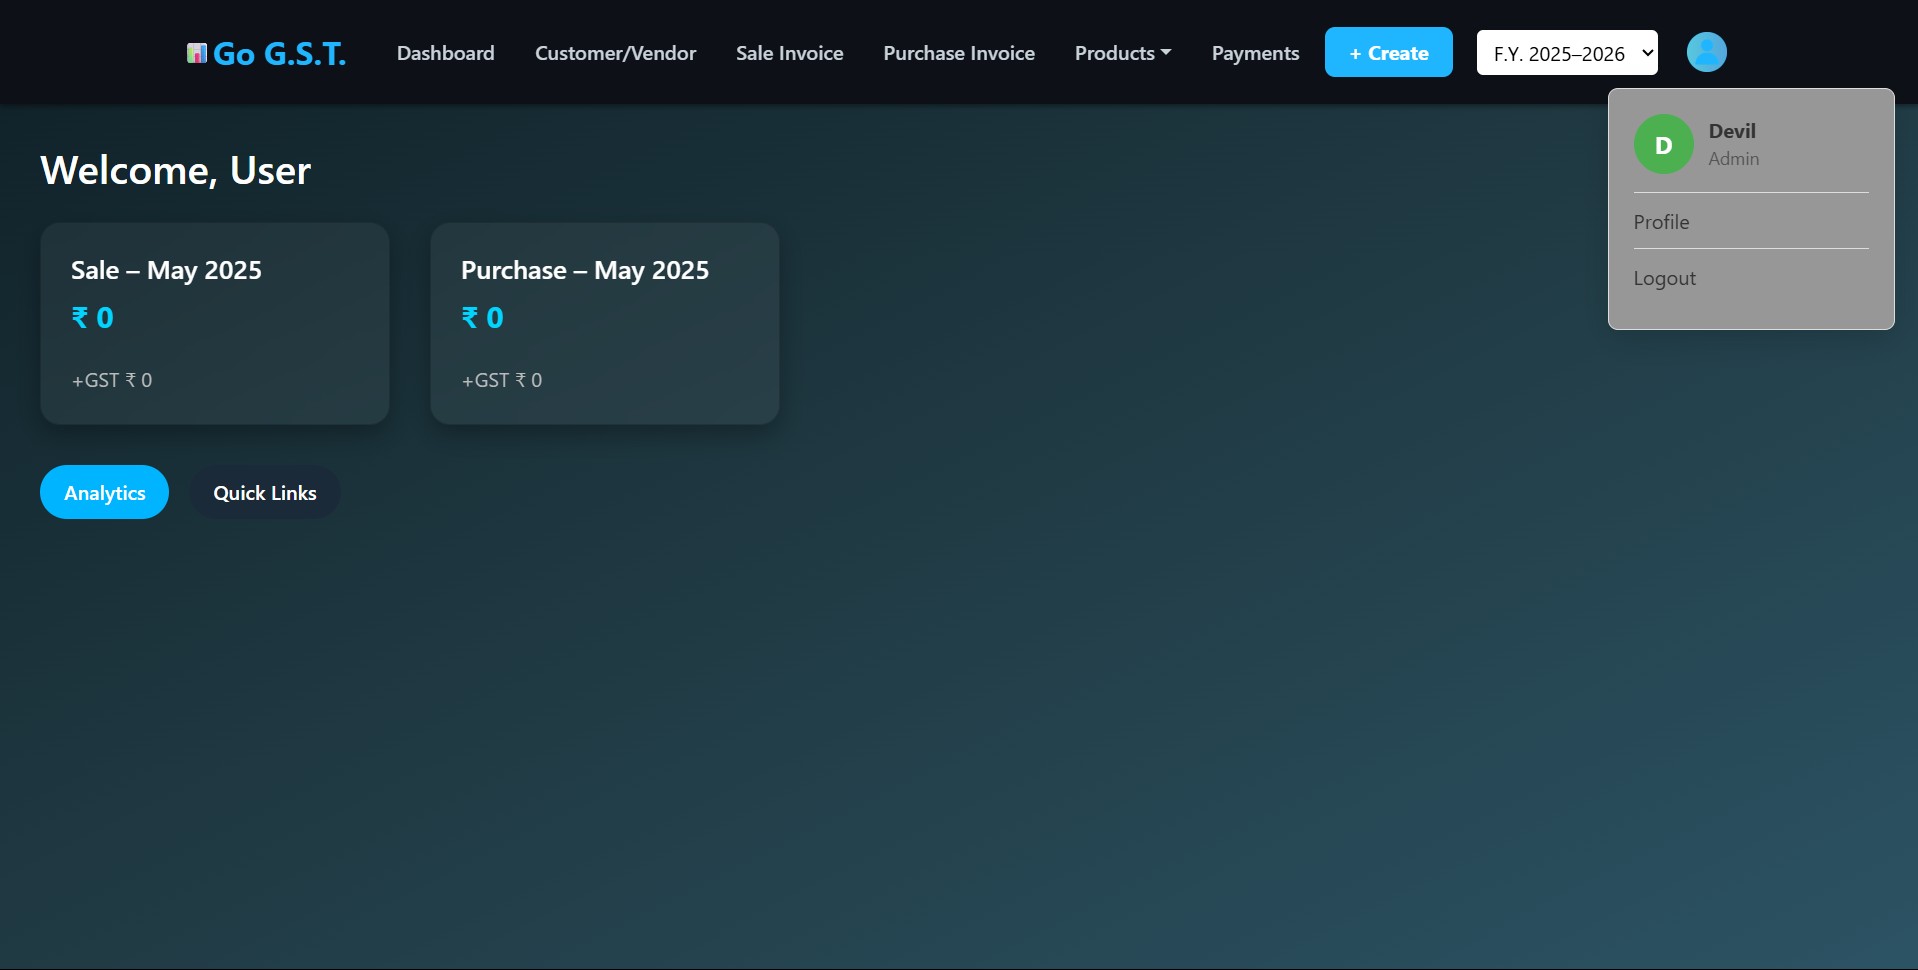 Go G.S.T. Dashboard Customer/Vendor Sale Invoice Purchase Invoice Products Payments + Create F.Y. 2025–2026
D
Devil
Admin
Profile
Logout
Welcome, User
Sale – May 2025
₹ 0
+GST ₹ 0
Purchase – May 2025
₹ 0
+GST ₹ 0
Analytics Quick Links